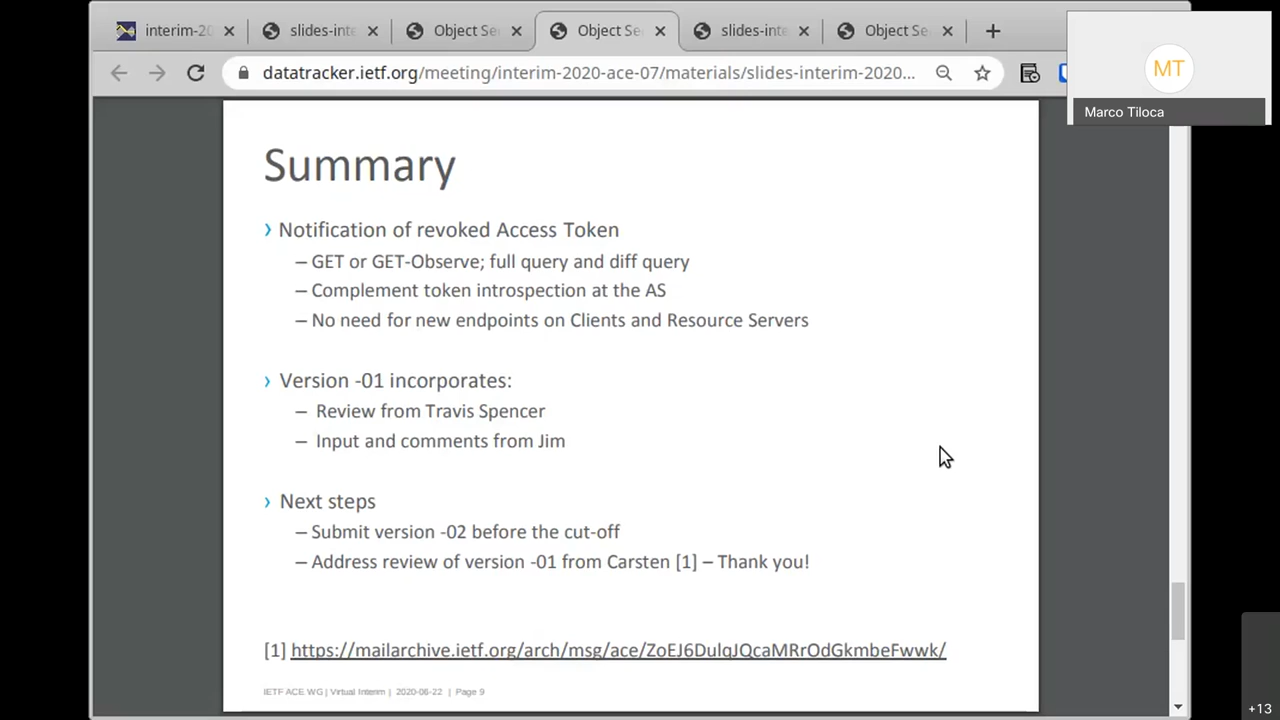 interim-20
slides-inte
Object Se
Object Se
slides-inte
Object Se
datatracker.ietf.org/meeting/interim-2020-ace-07/materials/slides-interim-2020...
MT
Marco Tiloca
Summary
› Notification of revoked Access Token
– GET or GET-Observe; full query and diff query
– Complement token introspection at the AS
– No need for new endpoints on Clients and Resource Servers
› Version -01 incorporates:
– Review from Travis Spencer
– Input and comments from Jim
› Next steps
– Submit version -02 before the cut-off
– Address review of version -01 from Carsten [1] – Thank you!
[1] https://mailarchive.ietf.org/arch/msg/ace/ZoEJ6DulqJQcaMRrOdGkmbeFwwk/
IETF ACE WG | Virtual Interim | 2020-06-22 | Page 9
+13